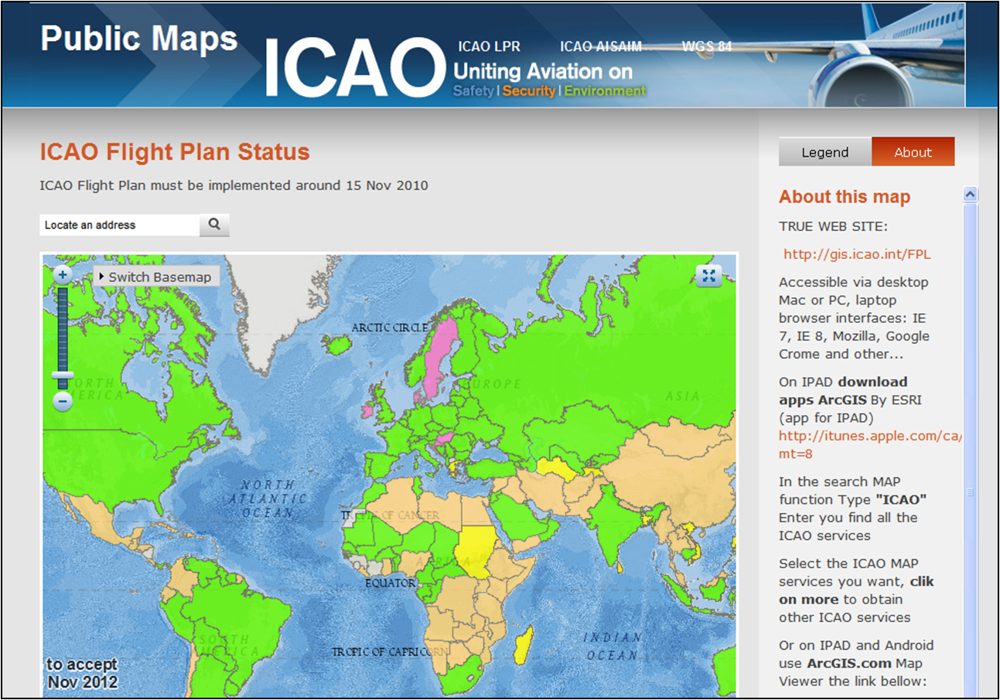 Public Maps
ICAO
ICAO LPR
ICAO AISAIM
WGS 84
Uniting Aviation on
Safety | Security | Environment
ICAO Flight Plan Status
ICAO Flight Plan must be implemented around 15 Nov 2010
Locate an address
Switch Basemap
ARCTIC CIRCLE
NORTH
AMERICA
EUROPE
ASIA
NORTH
ATLANTIC
OCEAN
TROPIC OF CANCER
AFRICA
EQUATOR
SOUTH
AMERICA
TROPIC OF CAPRICORN
INDIAN
OCEAN
to accept
Nov 2012
Legend
About
About this map
TRUE WEB SITE:
http://gis.icao.int/FPL
Accessible via desktop
Mac or PC, laptop
browser interfaces: IE
7, IE 8, Mozilla, Google
Crome and other...
On IPAD download
apps ArcGIS By ESRI
(app for IPAD)
http://itunes.apple.com/ca/
mt=8
In the search MAP
function Type "ICAO"
Enter you find all the
ICAO services
Select the ICAO MAP
services you want, clik
on more to obtain
other ICAO services
Or on IPAD and Android
use ArcGIS.com Map
Viewer the link bellow: